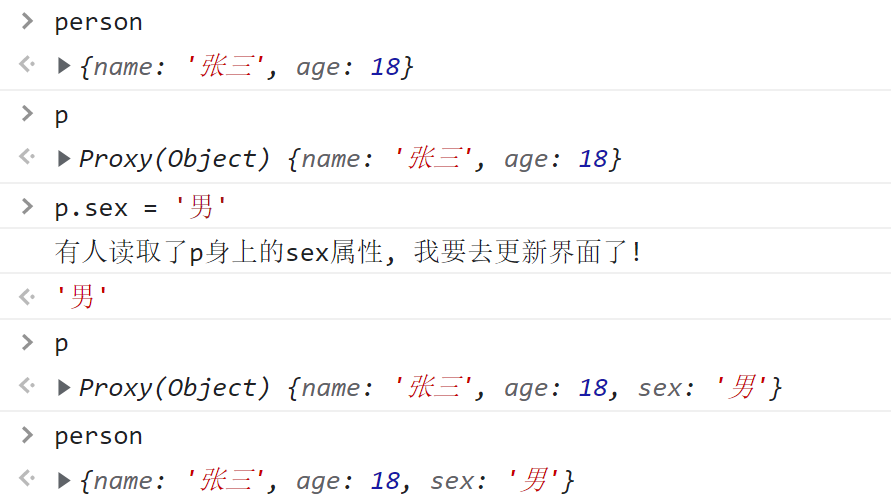 > person
<· ▶{name: '张三', age: 18}
> p
<· ▶Proxy(Object) {name: '张三', age: 18}
> p.sex = '男'
有人读取了p身上的sex属性, 我要去更新界面了!
<· '男'
> p
<· ▶Proxy(Object) {name: '张三', age: 18, sex: '男'}
> person
<· ▶{name: '张三', age: 18, sex: '男'}